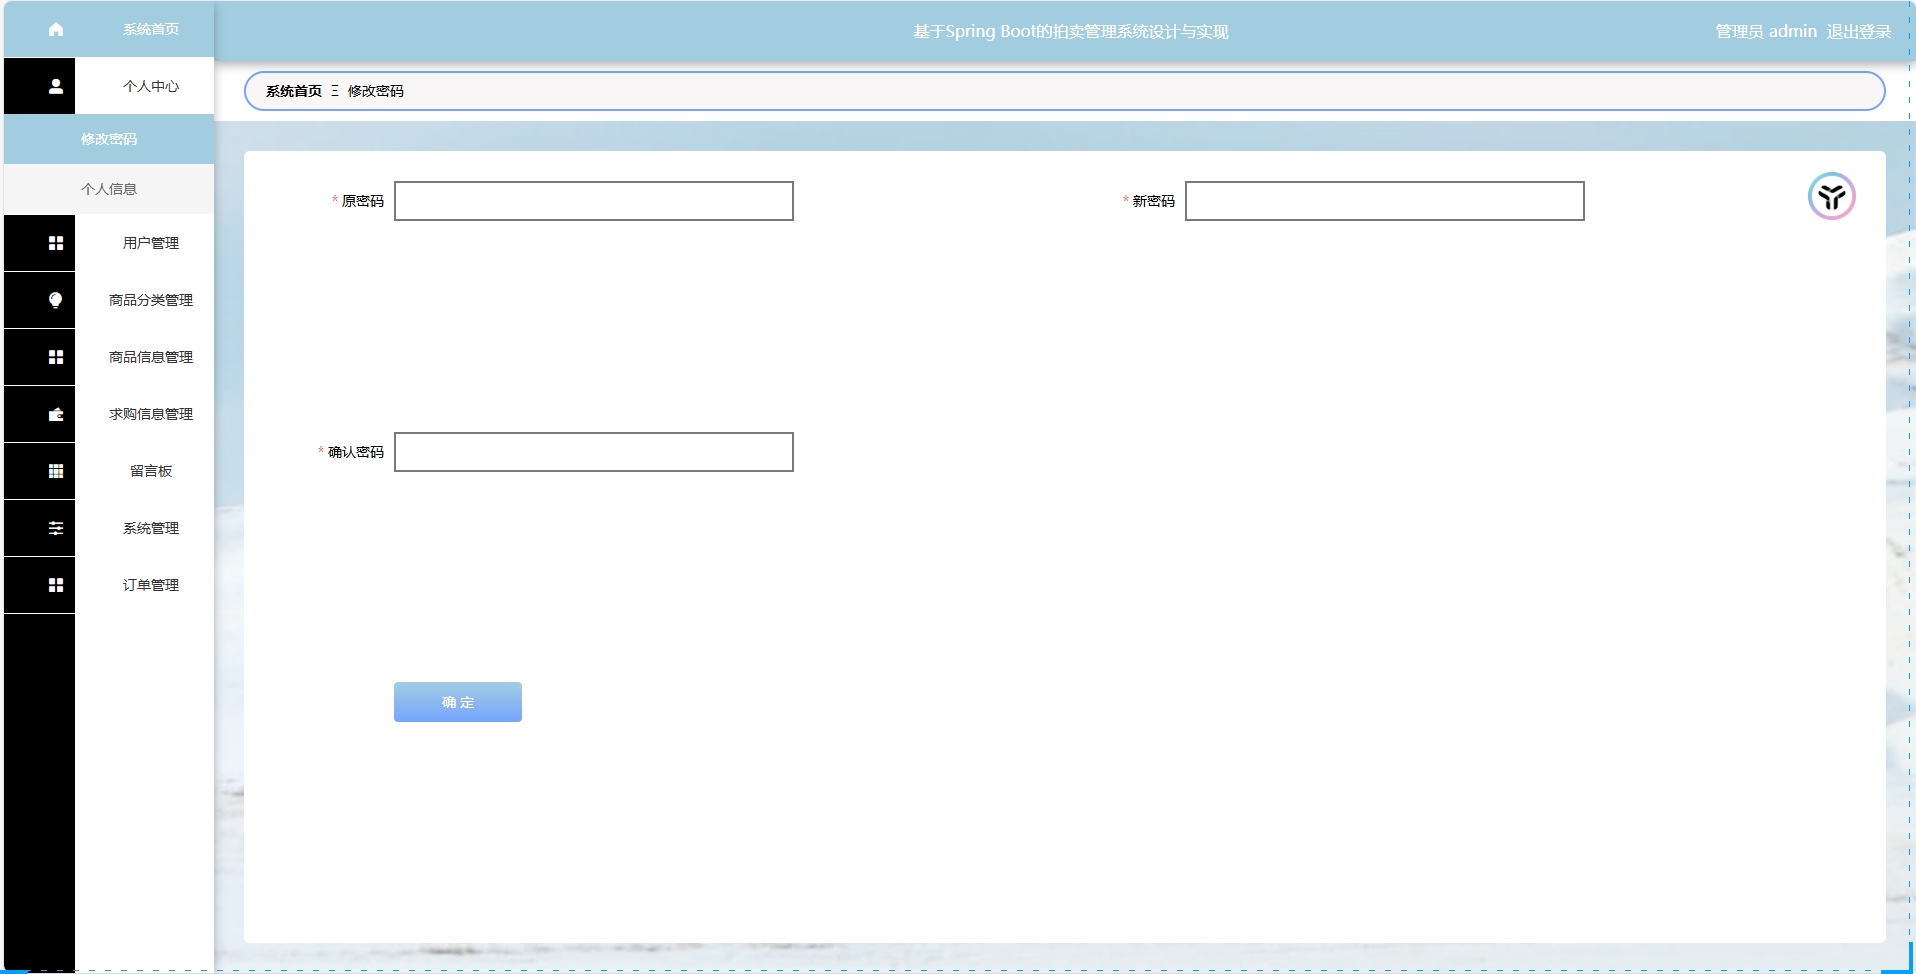 系统首页
基于Spring Boot的拍卖管理系统设计与实现
管理员 admin 退出登录
个人中心
系统首页 Ξ 修改密码
修改密码
个人信息
* 原密码
* 新密码
用户管理
商品分类管理
商品信息管理
求购信息管理
* 确认密码
留言板
系统管理
订单管理
确 定